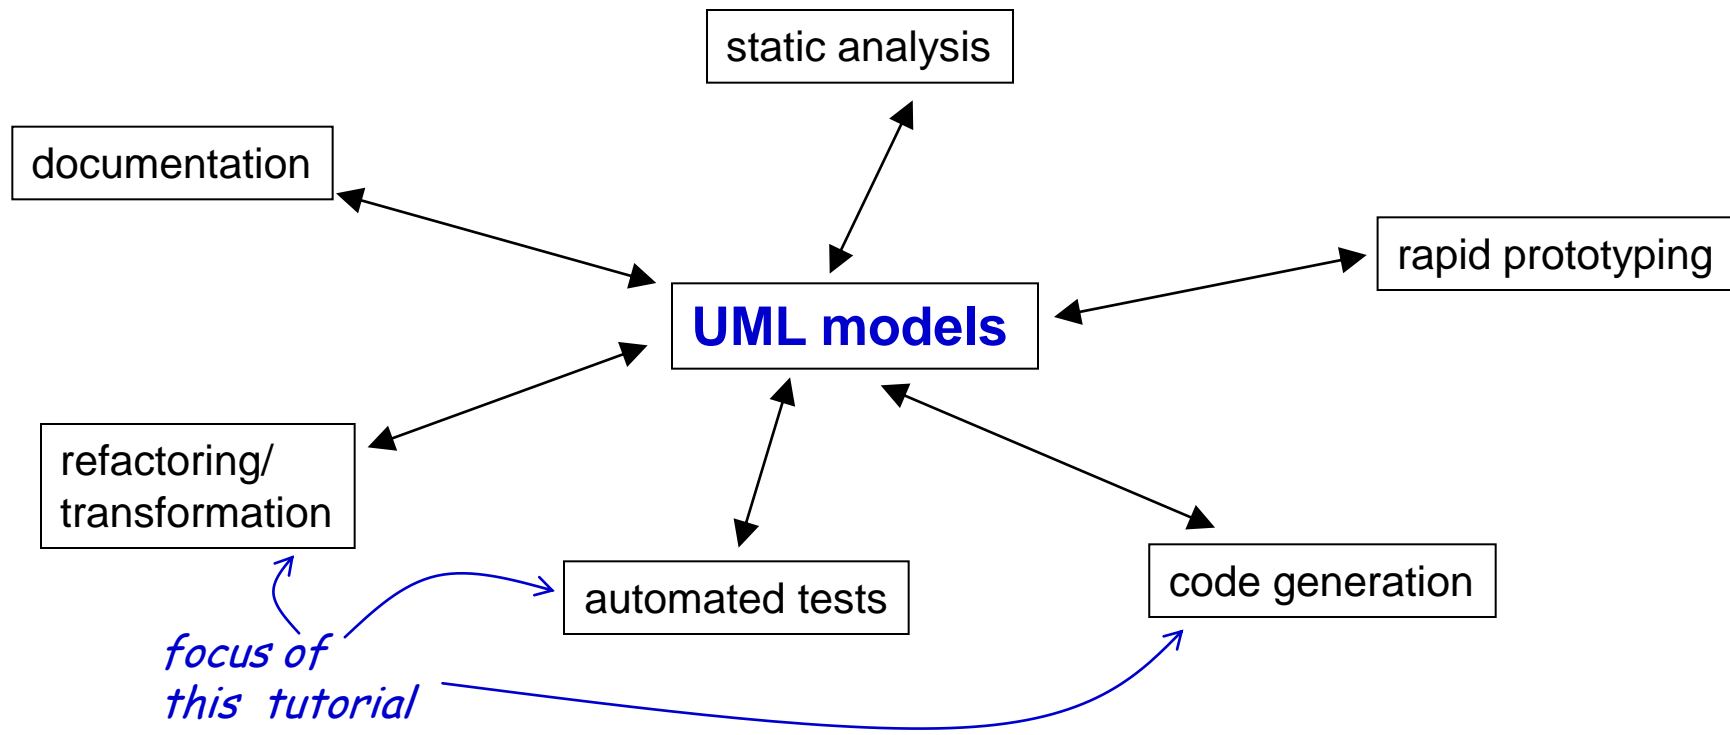 static analysis
documentation
rapid prototyping
UML models
refactoring/
transformation
automated tests
code generation
focus of
this tutorial